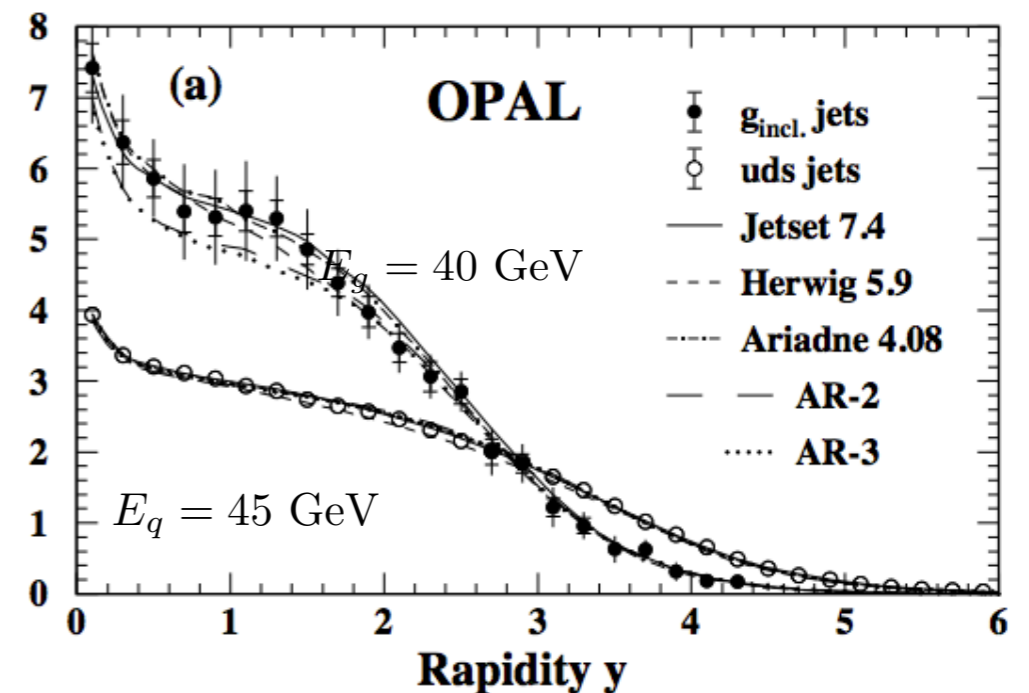 8
7
6
5
4
3
2
1
0
(a)
OPAL
g_incl. jets
uds jets
Jetset 7.4
Herwig 5.9
Ariadne 4.08
AR-2
AR-3
E_g = 40 GeV
E_q = 45 GeV
0 1 2 3 4 5 6
Rapidity y